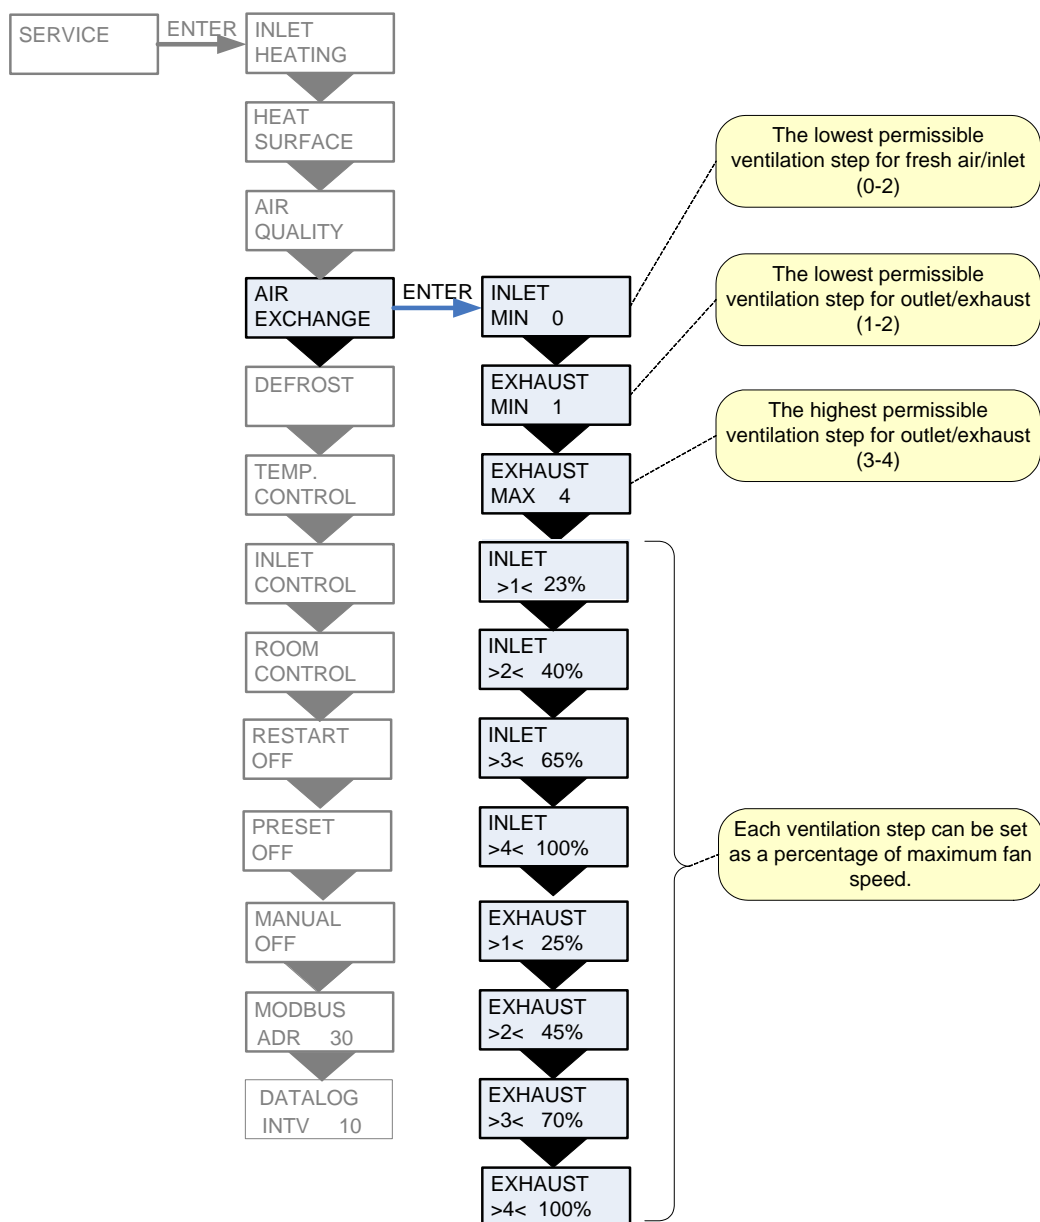 SERVICE
ENTER
INLET
HEATING
HEAT
SURFACE
AIR
QUALITY
AIR
EXCHANGE
DEFROST
TEMP.
CONTROL
INLET
CONTROL
ROOM
CONTROL
RESTART
OFF
PRESET
OFF
MANUAL
OFF
MODBUS
ADR 30
DATALOG
INTV 10
ENTER
INLET
MIN 0
EXHAUST
MIN 1
EXHAUST
MAX 4
INLET
>1< 23%
INLET
>2< 40%
INLET
>3< 65%
INLET
>4< 100%
EXHAUST
>1< 25%
EXHAUST
>2< 45%
EXHAUST
>3< 70%
EXHAUST
>4< 100%
The lowest permissible
ventilation step for fresh air/inlet
(0-2)
The lowest permissible
ventilation step for outlet/exhaust
(1-2)
The highest permissible
ventilation step for outlet/exhaust
(3-4)
Each ventilation step can be set
as a percentage of maximum fan
speed.